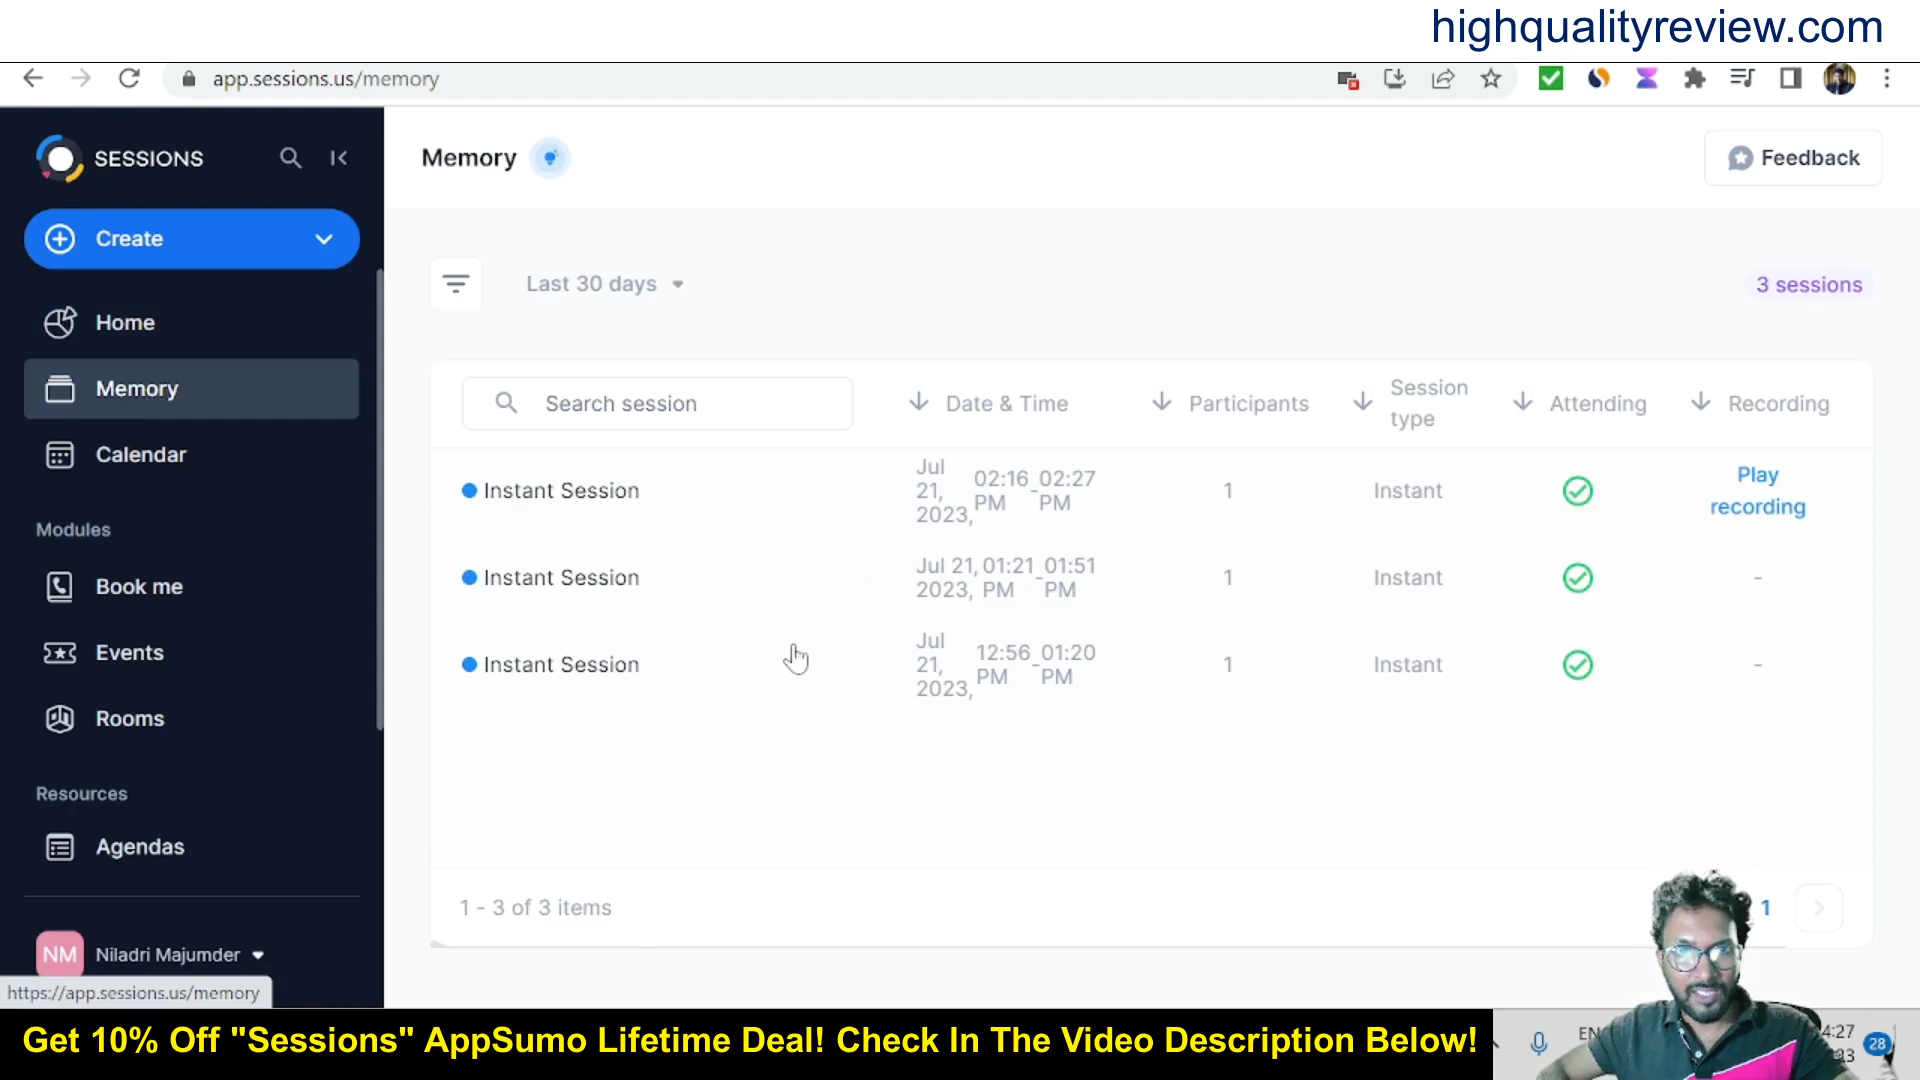 highqualityreview.com
app.sessions.us/memory
SESSIONS
Create
Home
Memory
Calendar
Modules
Book me
Events
Rooms
Resources
Agendas
NM Niladri Majumder
https://app.sessions.us/memory
Memory
Feedback
Last 30 days
3 sessions
Search session
Date & Time
Participants
Session
type
Attending
Recording
Instant Session
Jul
21,
2023,
02:16
PM
-
02:27
PM
1
Instant
Play
recording
Instant Session
Jul 21,
2023,
01:21
PM
-
01:51
PM
1
Instant
-
Instant Session
Jul
21,
2023,
12:56
PM
-
01:20
PM
1
Instant
-
1 - 3 of 3 items
1
Get 10% Off "Sessions" AppSumo Lifetime Deal! Check In The Video Description Below!
4:27
23
28